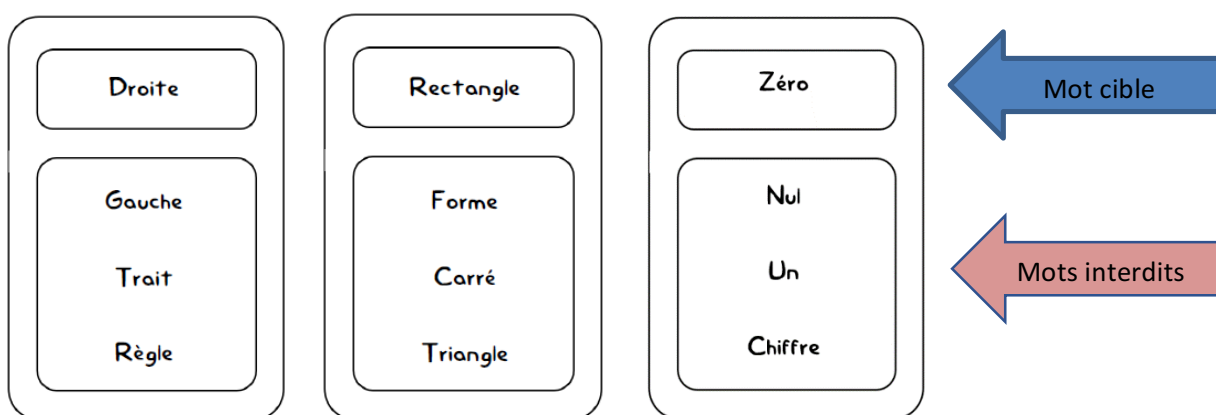 Droite
Gauche
Trait
Règle
Rectangle
Forme
Carré
Triangle
Zéro
Nul
Un
Chiffre
Mot cible
Mots interdits